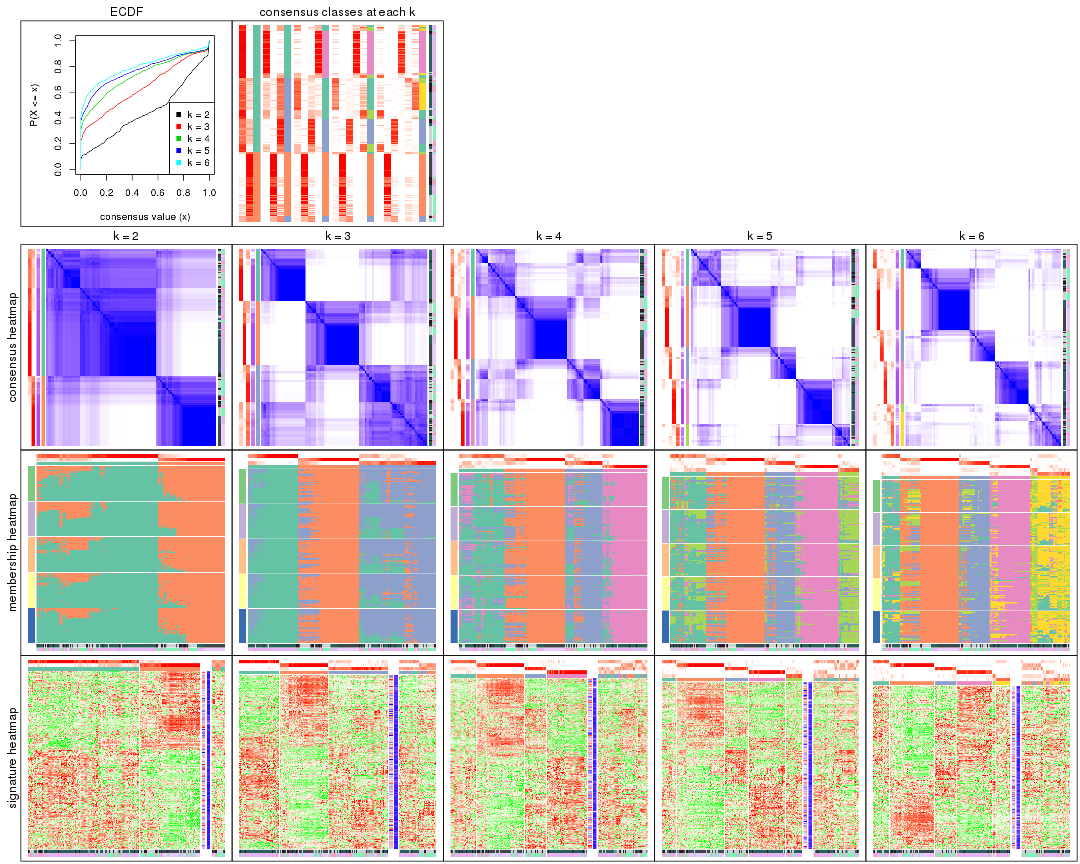 ECDF
consensus classes at each k
P(X <= x)
0.0 0.2 0.4 0.6 0.8 1.0
k = 2
k = 3
k = 4
k = 5
k = 6
0.0 0.2 0.4 0.6 0.8 1.0
consensus value (x)
k = 2 k = 3 k = 4 k = 5 k = 6
consensus heatmap
membership heatmap
signature heatmap